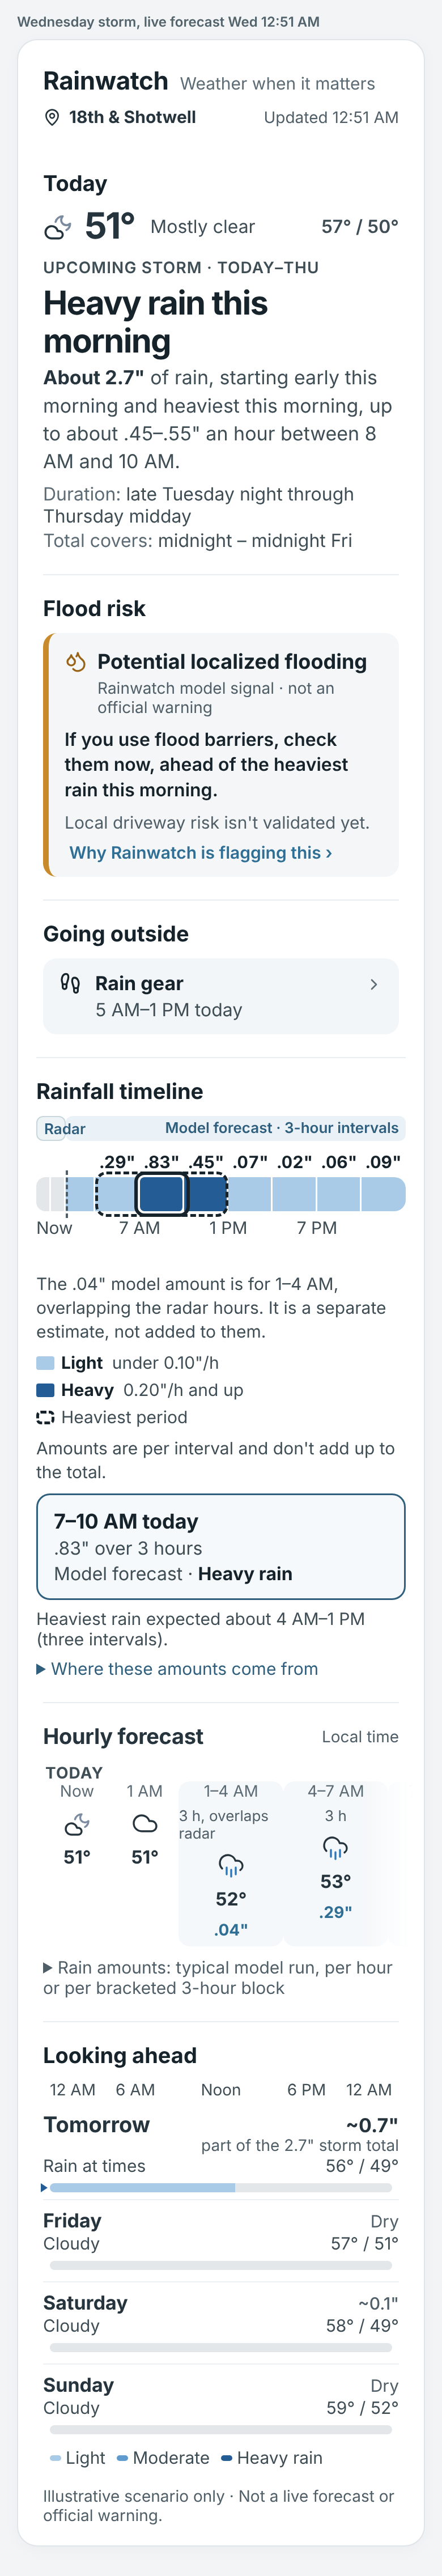 Wednesday storm, live forecast Wed 12:51 AM
Rainwatch Weather when it matters
18th & Shotwell Updated 12:51 AM
Today
51° Mostly clear 57° / 50°
UPCOMING STORM · TODAY–THU
Heavy rain this
morning
About 2.7" of rain, starting early this
morning and heaviest this morning, up
to about .45–.55" an hour between 8
AM and 10 AM.
Duration: late Tuesday night through
Thursday midday
Total covers: midnight – midnight Fri
Flood risk
Potential localized flooding
Rainwatch model signal · not an
official warning
If you use flood barriers, check
them now, ahead of the heaviest
rain this morning.
Local driveway risk isn't validated yet.
Why Rainwatch is flagging this ›
Going outside
Rain gear
5 AM–1 PM today
Rainfall timeline
Radar Model forecast · 3-hour intervals
.29" .83" .45" .07" .02" .06" .09"
Now 7 AM 1 PM 7 PM
The .04" model amount is for 1–4 AM,
overlapping the radar hours. It is a separate
estimate, not added to them.
Light under 0.10"/h
Heavy 0.20"/h and up
Heaviest period
Amounts are per interval and don't add up to
the total.
7–10 AM today
.83" over 3 hours
Model forecast · Heavy rain
Heaviest rain expected about 4 AM–1 PM
(three intervals).
Where these amounts come from
Hourly forecast Local time
TODAY
Now 1 AM 1–4 AM 4–7 AM
3 h, overlaps 3 h
radar
51° 51° 52° 53°
.04" .29"
Rain amounts: typical model run, per hour
or per bracketed 3-hour block
Looking ahead
12 AM 6 AM Noon 6 PM 12 AM
Tomorrow ~0.7"
part of the 2.7" storm total
Rain at times 56° / 49°
Friday Dry
Cloudy 57° / 51°
Saturday ~0.1"
Cloudy 58° / 49°
Sunday Dry
Cloudy 59° / 52°
Light Moderate Heavy rain
Illustrative scenario only · Not a live forecast or
official warning.